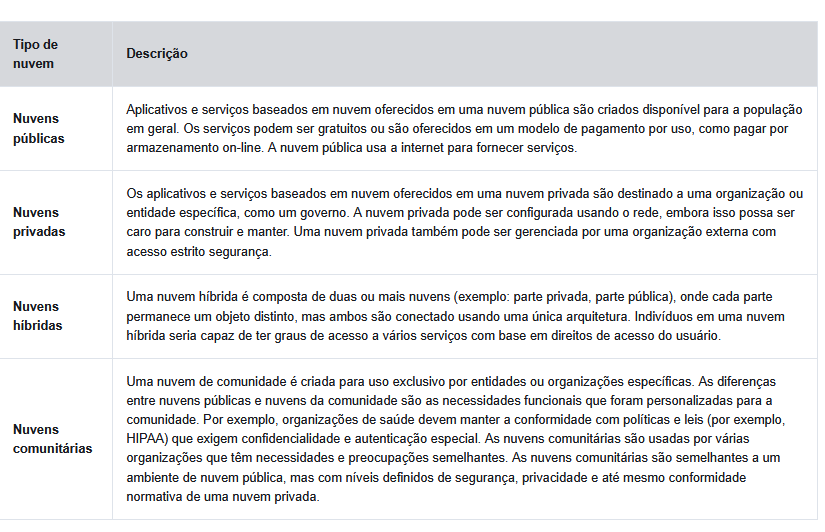 Tipo de
nuvem
Descrição
Nuvens
públicas
Aplicativos e serviços baseados em nuvem oferecidos em uma nuvem pública são criados disponível para a população
em geral. Os serviços podem ser gratuitos ou são oferecidos em um modelo de pagamento por uso, como pagar por
armazenamento on-line. A nuvem pública usa a internet para fornecer serviços.
Nuvens
privadas
Os aplicativos e serviços baseados em nuvem oferecidos em uma nuvem privada são destinado a uma organização ou
entidade específica, como um governo. A nuvem privada pode ser configurada usando o rede, embora isso possa ser
caro para construir e manter. Uma nuvem privada também pode ser gerenciada por uma organização externa com
acesso estrito segurança.
Nuvens
híbridas
Uma nuvem híbrida é composta de duas ou mais nuvens (exemplo: parte privada, parte pública), onde cada parte
permanece um objeto distinto, mas ambos são conectado usando uma única arquitetura. Indivíduos em uma nuvem
híbrida seria capaz de ter graus de acesso a vários serviços com base em direitos de acesso do usuário.
Nuvens
comunitárias
Uma nuvem de comunidade é criada para uso exclusivo por entidades ou organizações específicas. As diferenças
entre nuvens públicas e nuvens da comunidade são as necessidades funcionais que foram personalizadas para a
comunidade. Por exemplo, organizações de saúde devem manter a conformidade com políticas e leis (por exemplo,
HIPAA) que exigem confidencialidade e autenticação especial. As nuvens comunitárias são usadas por várias
organizações que têm necessidades e preocupações semelhantes. As nuvens comunitárias são semelhantes a um
ambiente de nuvem pública, mas com níveis definidos de segurança, privacidade e até mesmo conformidade
normativa de uma nuvem privada.